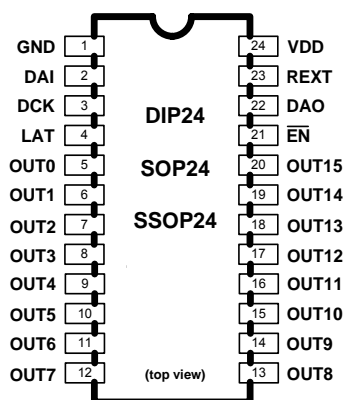 GND 1 24 VDD
DAI 2 23 REXT
DCK 3 22 DAO
DIP24
LAT 4 21 EN
OUT0 5 SOP24 20 OUT15
OUT1 6 19 OUT14
OUT2 7 SSOP24 18 OUT13
OUT3 8 17 OUT12
OUT4 9 16 OUT11
OUT5 10 15 OUT10
OUT6 11 14 OUT9
OUT7 12 (top view) 13 OUT8